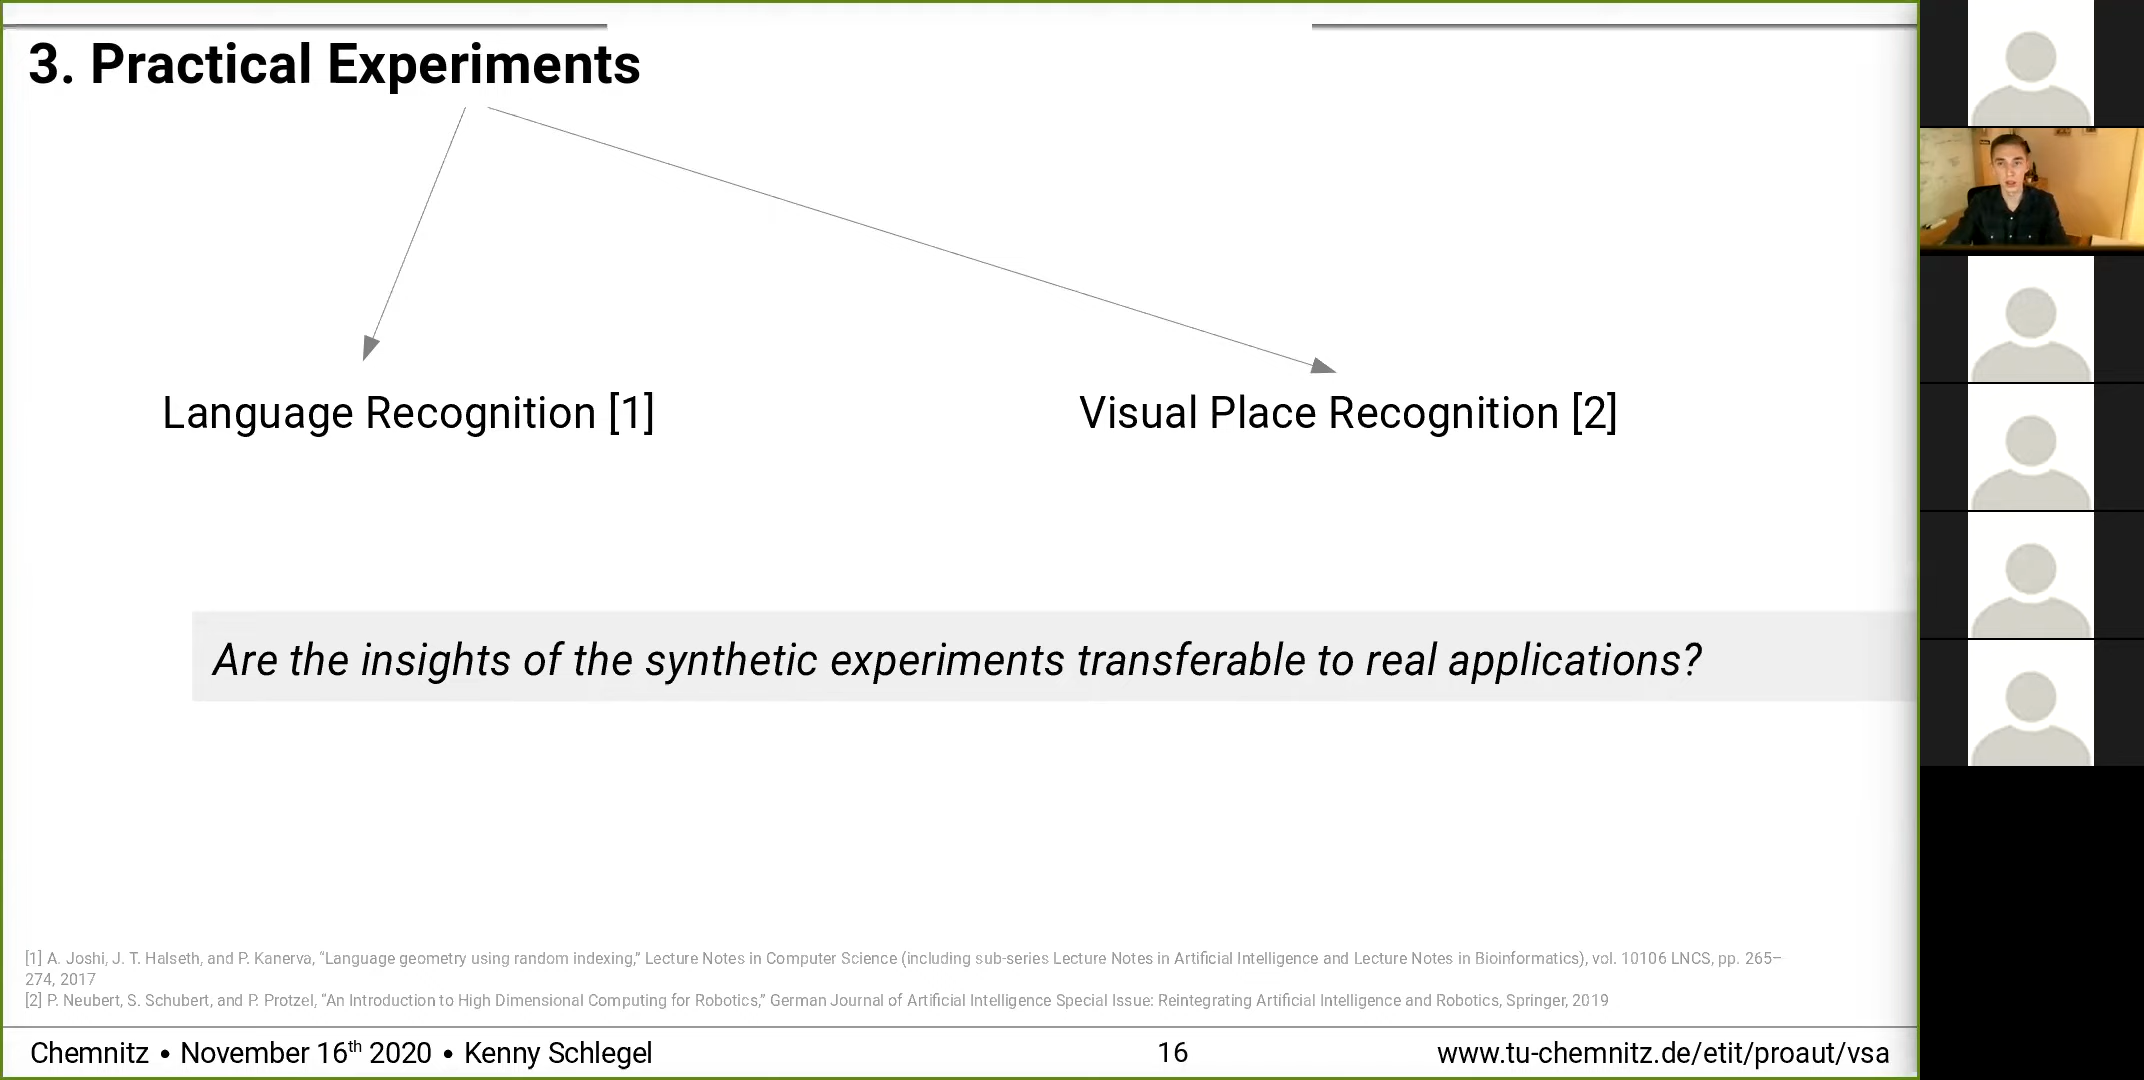 3. Practical Experiments
Language Recognition [1]
Visual Place Recognition [2]
Are the insights of the synthetic experiments transferable to real applications?
[1] A. Joshi, J. T. Halseth, and P. Kanerva, “Language geometry using random indexing,” Lecture Notes in Computer Science (including sub-series Lecture Notes in Artificial Intelligence and Lecture Notes in Bioinformatics), vol. 10106 LNCS, pp. 265–
274, 2017
[2] P. Neubert, S. Schubert, and P. Protzel, “An Introduction to High Dimensional Computing for Robotics,” German Journal of Artificial Intelligence Special Issue: Reintegrating Artificial Intelligence and Robotics, Springer, 2019
Chemnitz • November 16th 2020 • Kenny Schlegel
16
www.tu-chemnitz.de/etit/proaut/vsa